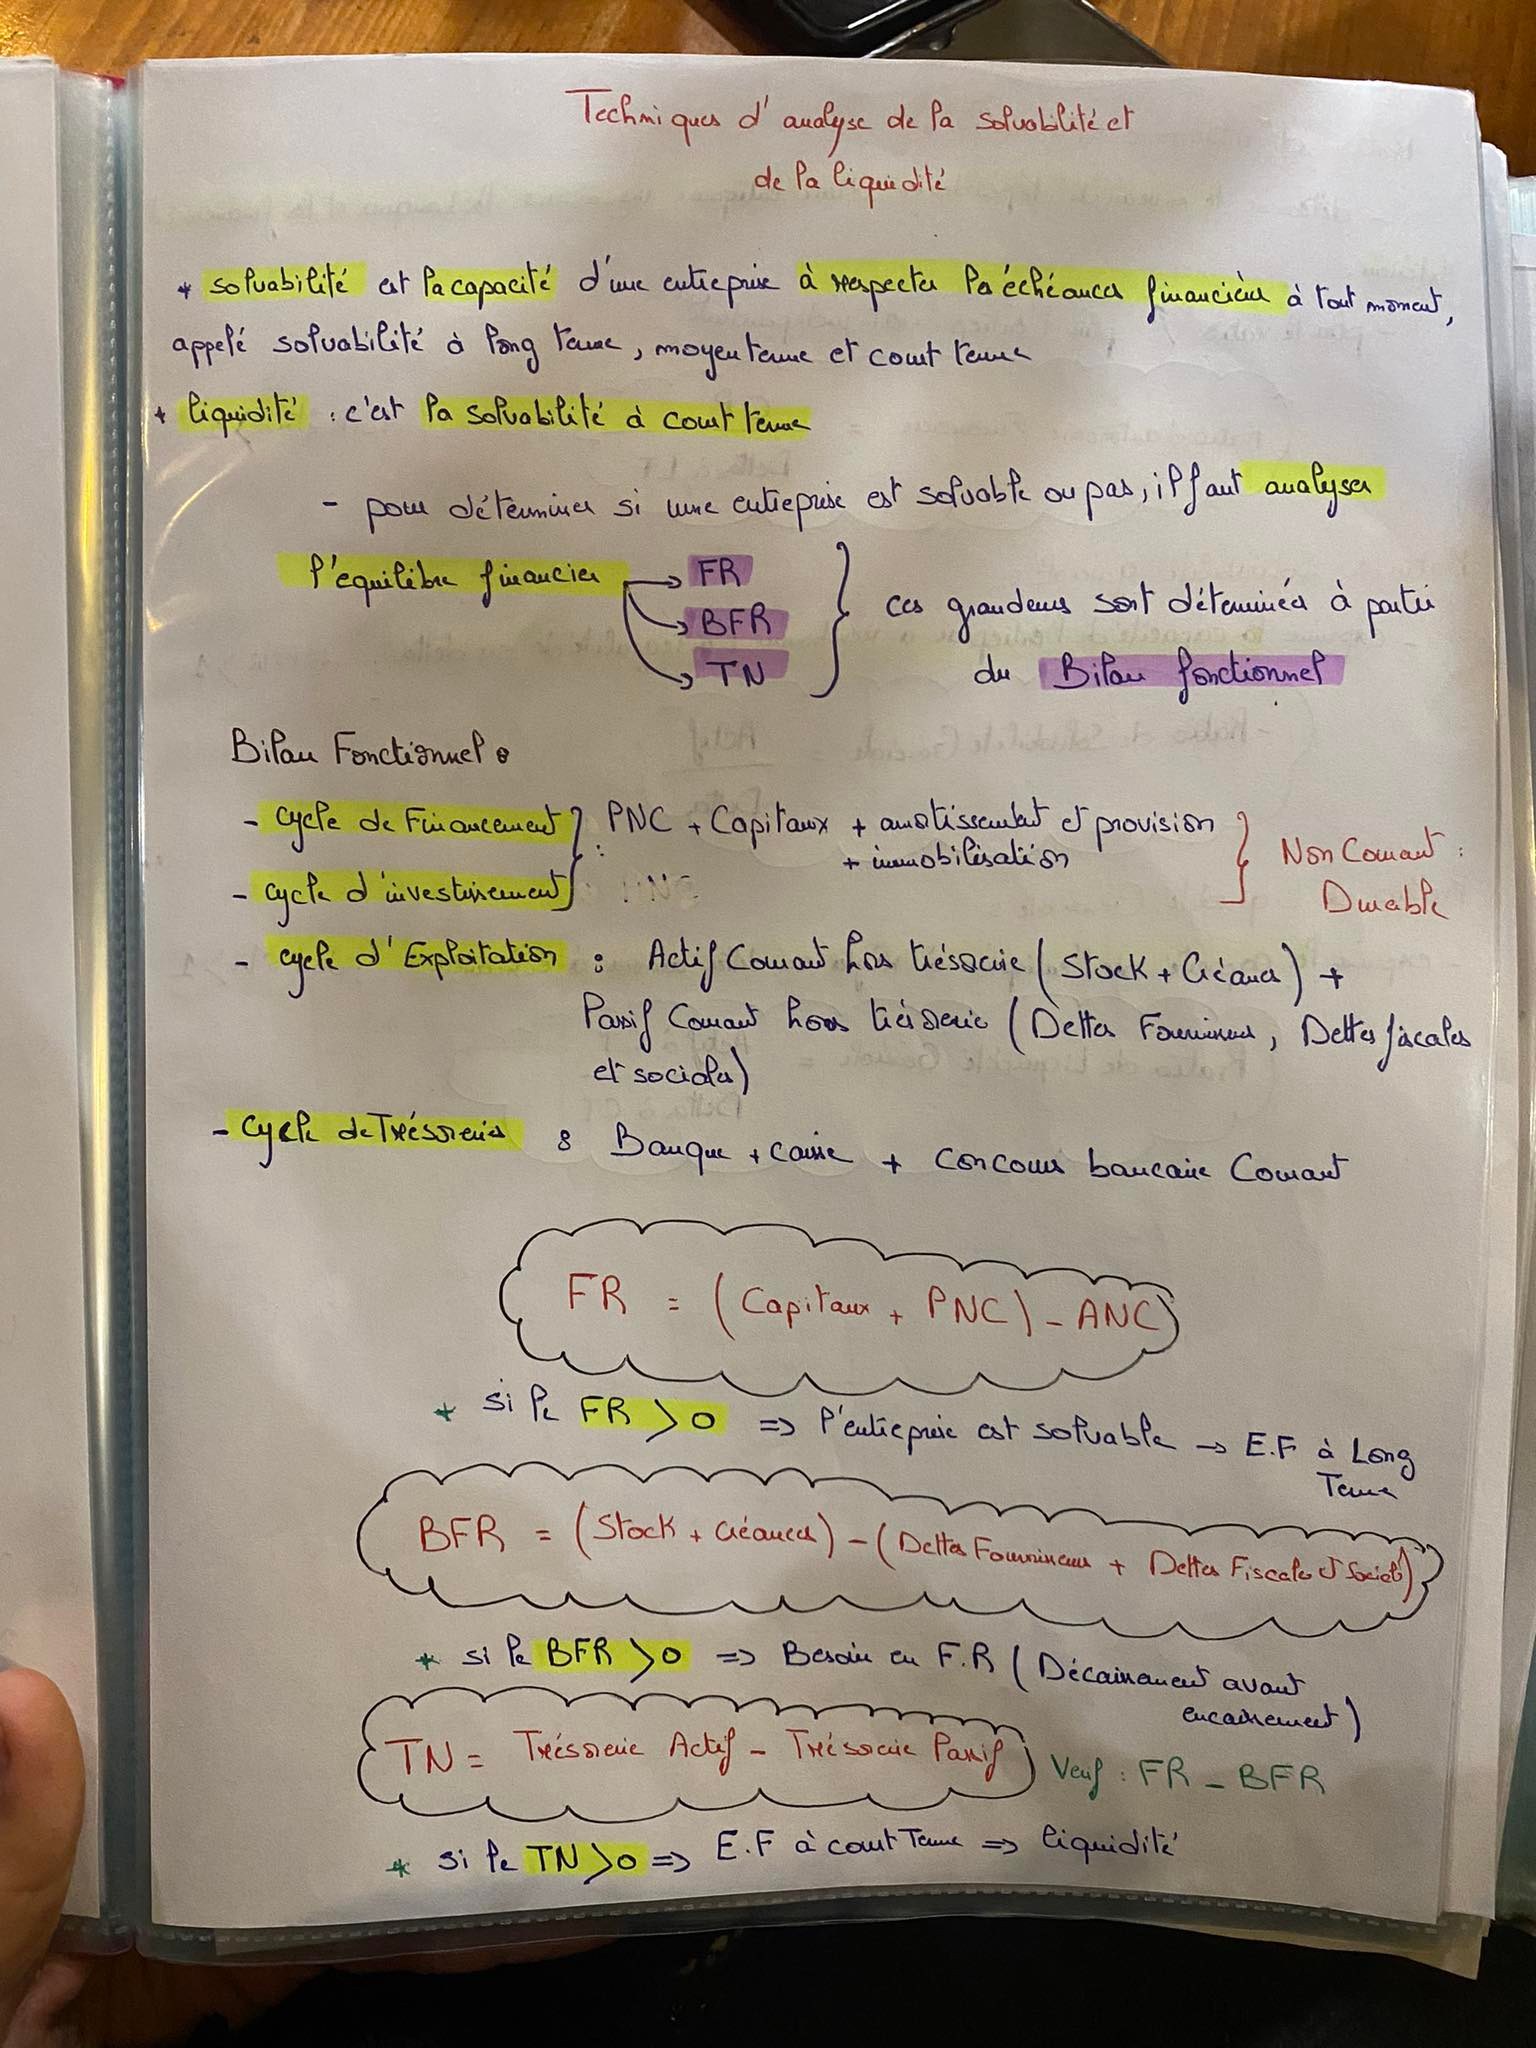 Techniques d'analyse de la solvabilité et
de la liquidité
* solvabilité est la capacité d'une entreprise à respecter les échéances financières à tout moment,
appelé solvabilité à long terme, moyen terme et court terme
* liquidité : c'est la solvabilité à court terme
- pour déterminer si une entreprise est solvable ou pas, il faut analyser
l'équilibre financier → FR
→ BFR
→ TN
ces grandeurs sont déterminées à partir
du Bilan fonctionnel
Bilan Fonctionnel :
- cycle de Financement : PNC + Capitaux + amortissement et provision
+ immobilisation
- cycle d'investissement
Non Courant :
Durable
- cycle d'Exploitation : Actif Courant hors trésorerie (Stock + Créances) +
Passif Courant hors trésorerie (Dettes Fournisseurs, Dettes fiscales
et sociales)
- cycle de Trésorerie : Banque + caisse + concours bancaire Courant
FR = (Capitaux + PNC) - ANC
* si le FR > 0 => l'entreprise est solvable → E.F à Long
Terme
BFR = (Stock + Créances) - (Dettes Fournisseurs + Dettes Fiscales et Social)
* si le BFR > 0 => Besoin en F.R (Décaissement avant
encaissement)
TN = Trésorerie Actif - Trésorerie Passif Verif : FR - BFR
* si le TN > 0 => E.F à court Terme => liquidité